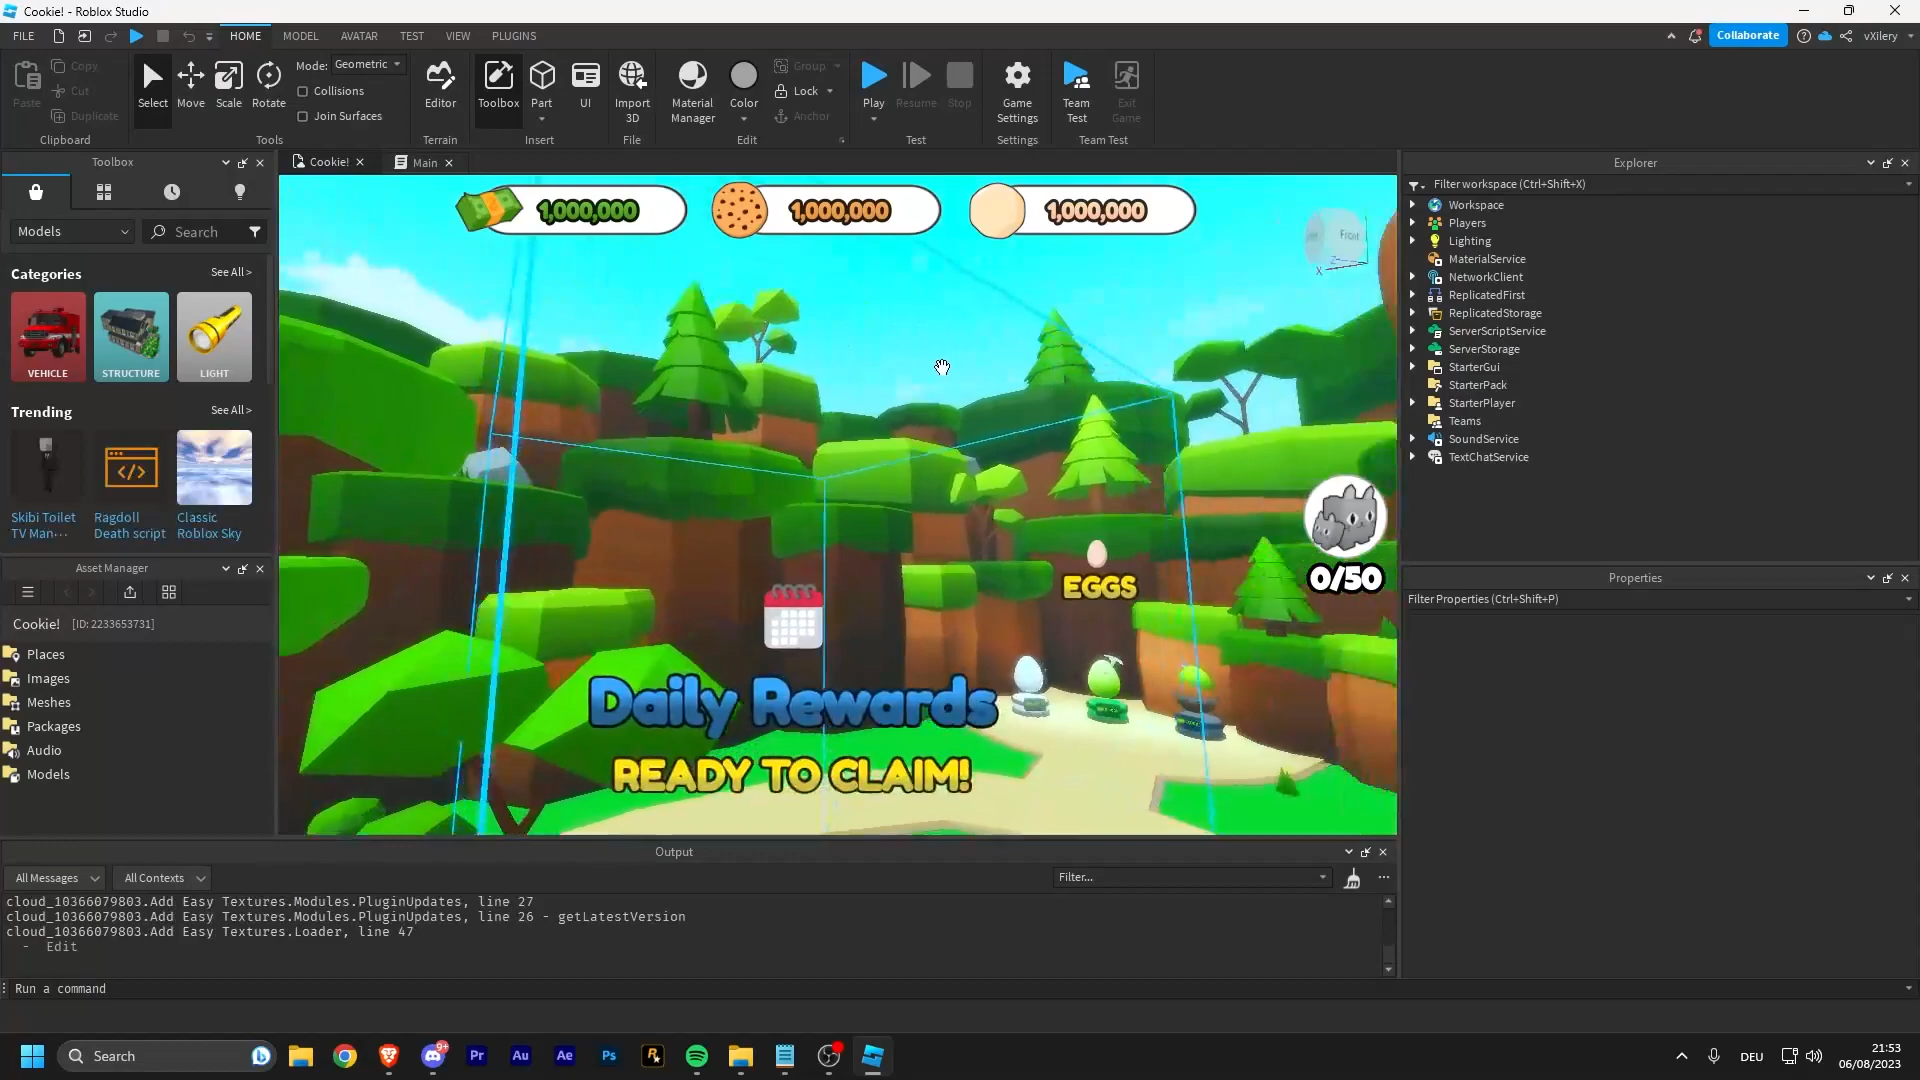 Cookie! - Roblox Studio
FILE HOME MODEL AVATAR TEST VIEW PLUGINS Collaborate vXilery
Paste Copy Cut Duplicate
Clipboard
Select Move Scale Rotate
Mode: Geometric
Collisions
Join Surfaces
Tools
Editor
Terrain
Toolbox Part UI
Insert
Import 3D
File
Material Manager Color
Group
Lock
Anchor
Edit
Play Resume Stop
Test
Game Settings
Settings
Team Test Exit Game
Team Test
Toolbox
Models Search
Categories See All >
VEHICLE STRUCTURE LIGHT
Trending See All >
Skibi Toilet TV Man···
Ragdoll Death script
Classic Roblox Sky
Asset Manager
Cookie! [ID: 2233653731]
Places
Images
Meshes
Packages
Audio
Models
Cookie! Main
1,000,000 1,000,000 1,000,000
Front
X Z
EGGS
0/50
Daily Rewards
READY TO CLAIM!
Explorer
Filter workspace (Ctrl+Shift+X)
Workspace
Players
Lighting
MaterialService
NetworkClient
ReplicatedFirst
ReplicatedStorage
ServerScriptService
ServerStorage
StarterGui
StarterPack
StarterPlayer
Teams
SoundService
TextChatService
Properties
Filter Properties (Ctrl+Shift+P)
Output
All Messages All Contexts Filter...
cloud_10366079803.Add Easy Textures.Modules.PluginUpdates, line 27
cloud_10366079803.Add Easy Textures.Modules.PluginUpdates, line 26 - getLatestVersion
cloud_10366079803.Add Easy Textures.Loader, line 47
- Edit
Run a command
Search
9+
Pr Au Ae Ps R
DEU
21:53
06/08/2023